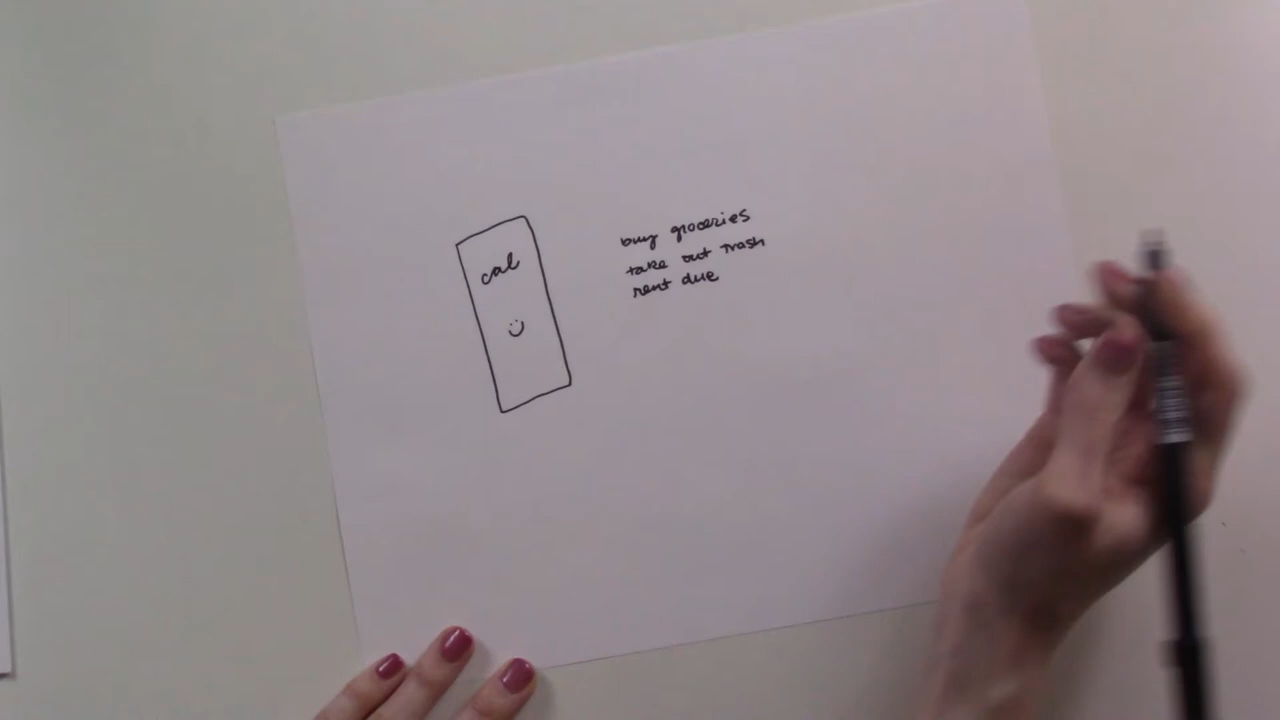 cal
buy groceries
take out trash
rent due